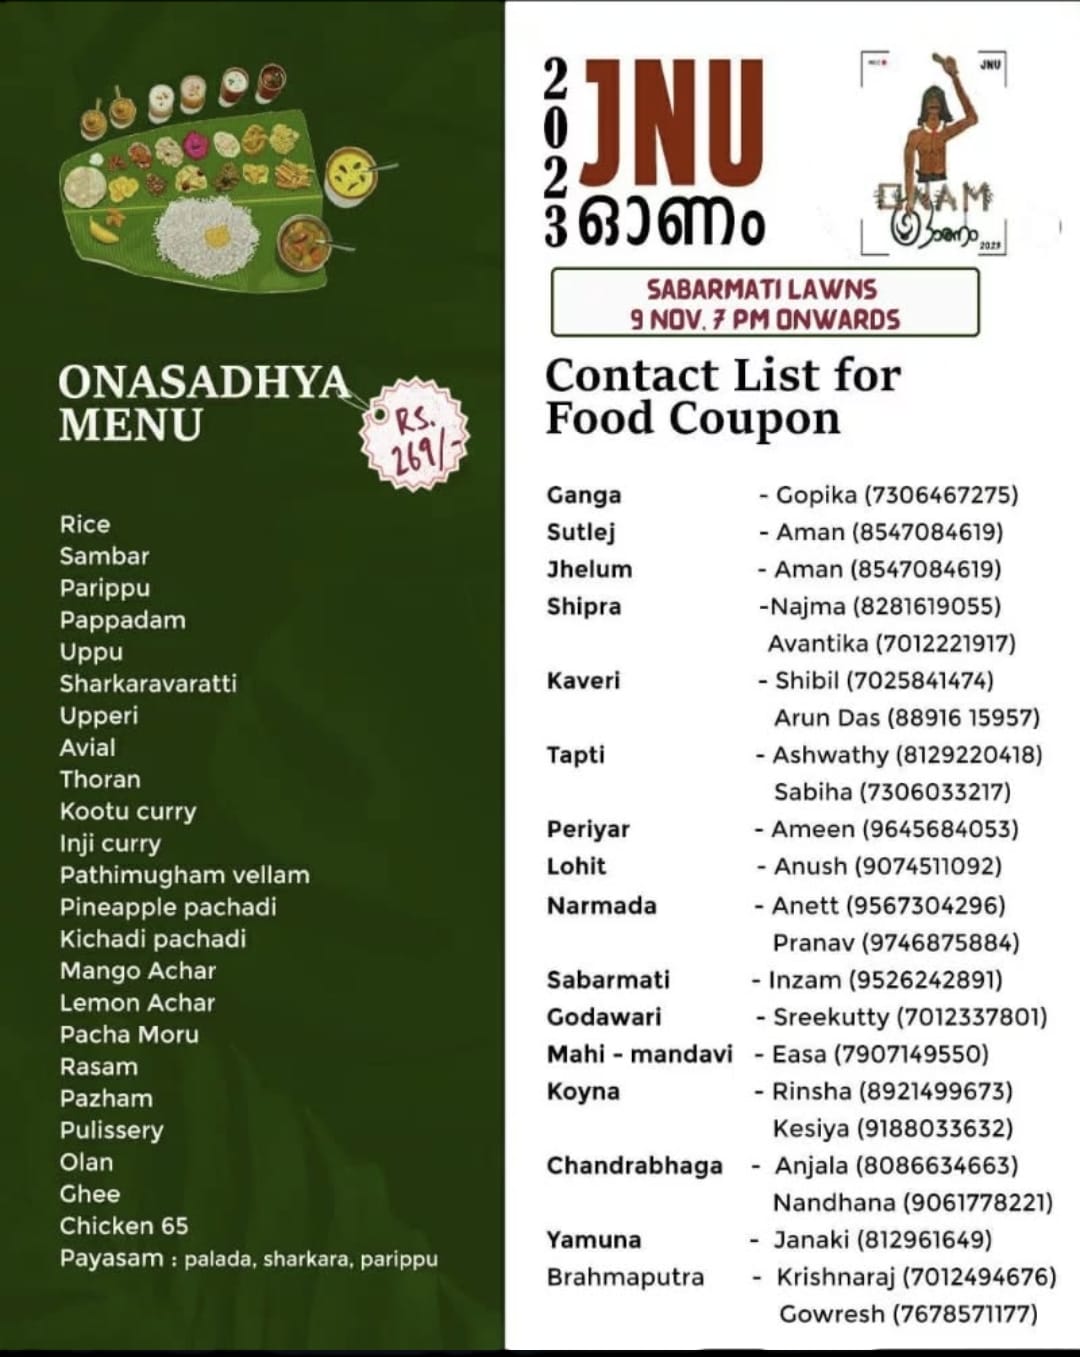 ONASADHYA
MENU
RS.
269/-
Rice
Sambar
Parippu
Pappadam
Uppu
Sharkaravaratti
Upperi
Avial
Thoran
Kootu curry
Inji curry
Pathimugham vellam
Pineapple pachadi
Kichadi pachadi
Mango Achar
Lemon Achar
Pacha Moru
Rasam
Pazham
Pulissery
Olan
Ghee
Chicken 65
Payasam : palada, sharkara, parippu
2023
JNU
ഓണം
REC
JNU
ONAM
ഓണം
2023
SABARMATI LAWNS
9 NOV. 7 PM ONWARDS
Contact List for
Food Coupon
Ganga - Gopika (7306467275)
Sutlej - Aman (8547084619)
Jhelum - Aman (8547084619)
Shipra -Najma (8281619055)
Avantika (7012221917)
Kaveri - Shibil (7025841474)
Arun Das (88916 15957)
Tapti - Ashwathy (8129220418)
Sabiha (7306033217)
Periyar - Ameen (9645684053)
Lohit - Anush (9074511092)
Narmada - Anett (9567304296)
Pranav (9746875884)
Sabarmati - Inzam (9526242891)
Godawari - Sreekutty (7012337801)
Mahi - mandavi - Easa (7907149550)
Koyna - Rinsha (8921499673)
Kesiya (9188033632)
Chandrabhaga - Anjala (8086634663)
Nandhana (9061778221)
Yamuna - Janaki (812961649)
Brahmaputra - Krishnaraj (7012494676)
Gowresh (7678571177)